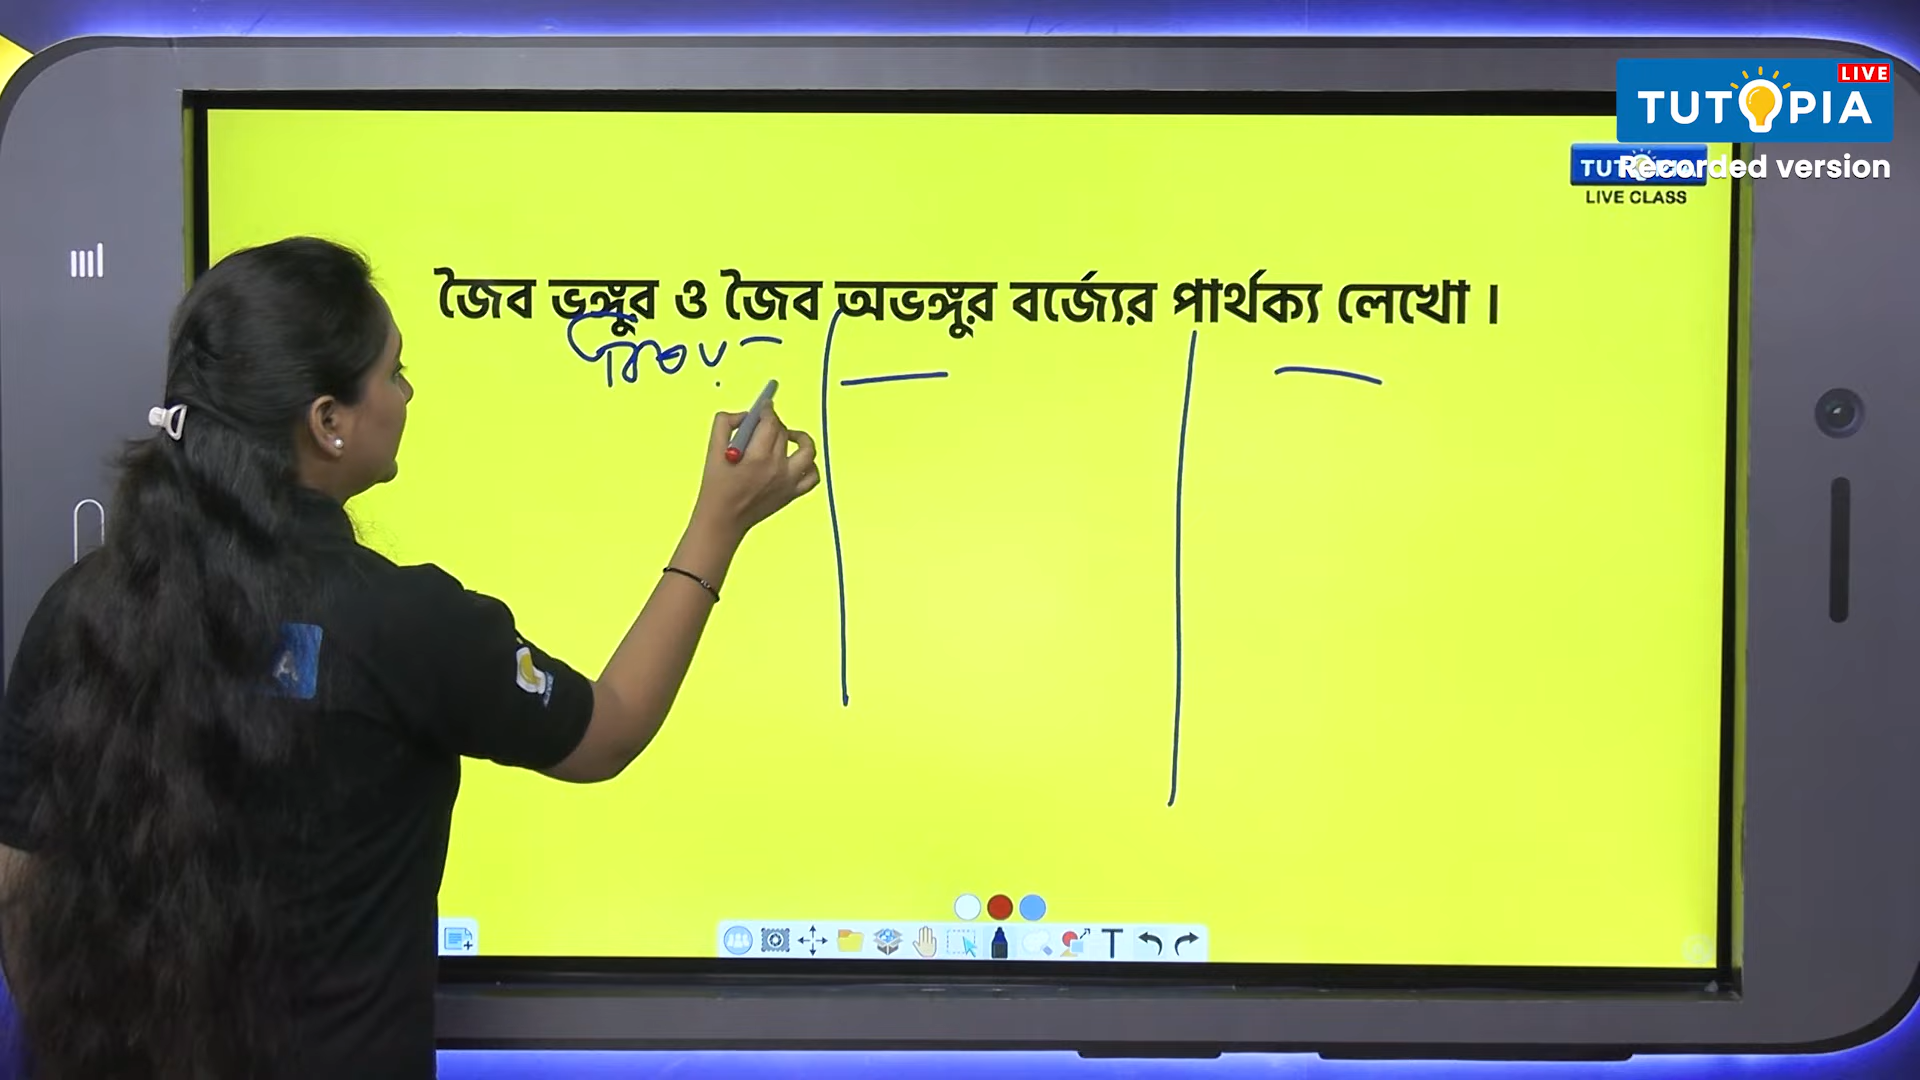 LIVE
TUTOPIA
Recorded version
LIVE CLASS
জৈব ভঙ্গুর ও জৈব অভঙ্গুর বর্জ্যের পার্থক্য লেখো।
T